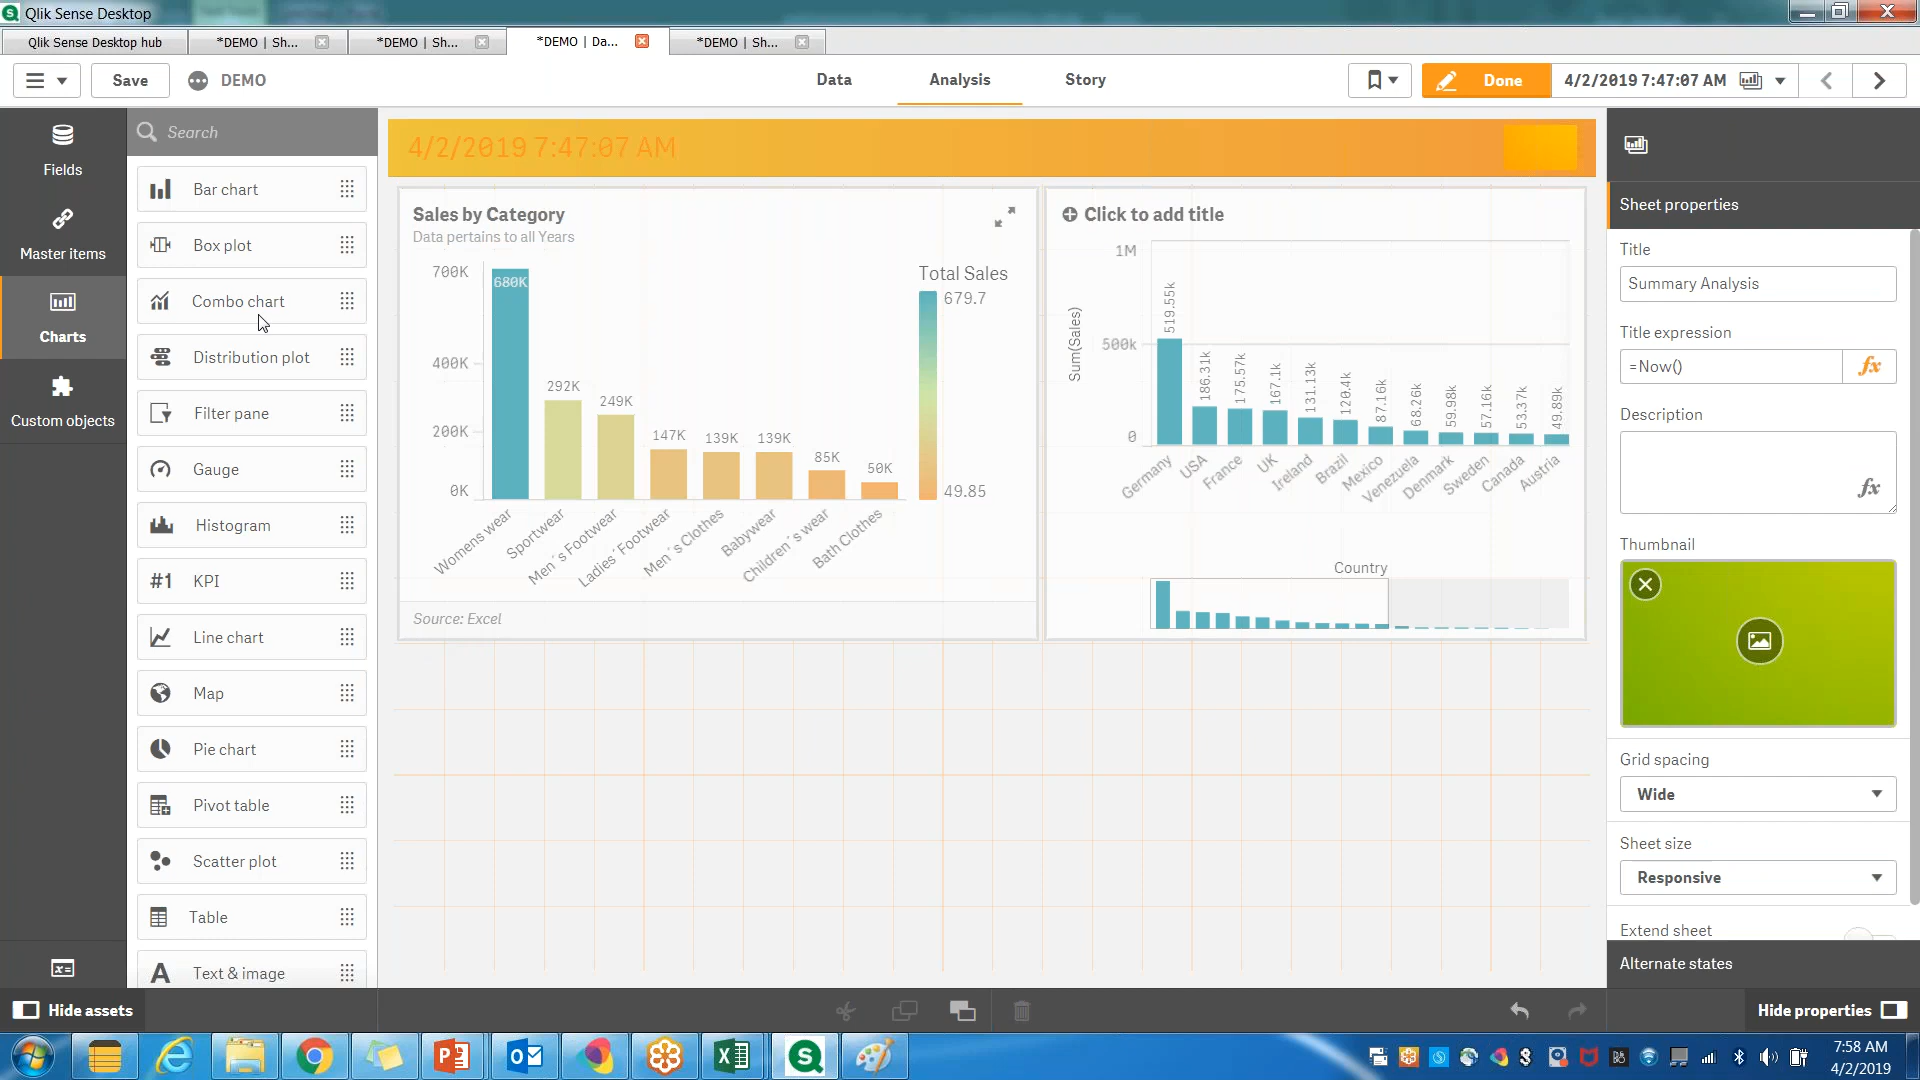 Qlik Sense Desktop
Qlik Sense Desktop hub
*DEMO | Sh...
*DEMO | Sh...
*DEMO | Da...
*DEMO | Sh...
Save
DEMO
Data
Analysis
Story
Done
4/2/2019 7:47:07 AM
Fields
Master items
Charts
Custom objects
Search
Bar chart
Box plot
Combo chart
Distribution plot
Filter pane
Gauge
Histogram
#1 KPI
Line chart
Map
Pie chart
Pivot table
Scatter plot
Table
A Text & image
4/2/2019 7:47:07 AM
Sales by Category
Data pertains to all Years
700K
400K
200K
0K
680K
292K
249K
147K
139K
139K
85K
50K
Womens wear
Sportwear
Men´s Footwear
Ladies´Footwear
Men´s Clothes
Babywear
Children´s wear
Bath Clothes
Total Sales
679.7
49.85
Source: Excel
Click to add title
Sum(Sales)
1M
500k
0
519.55k
186.31k
175.57k
167.1k
131.13k
120.4k
87.16k
68.26k
59.98k
57.16k
53.37k
49.89k
Germany
USA
France
UK
Ireland
Brazil
Mexico
Venezuela
Denmark
Sweden
Canada
Austria
Country
Sheet properties
Title
Summary Analysis
Title expression
=Now()
fx
Description
fx
Thumbnail
Grid spacing
Wide
Sheet size
Responsive
Extend sheet
Alternate states
Hide assets
Hide properties
7:58 AM
4/2/2019